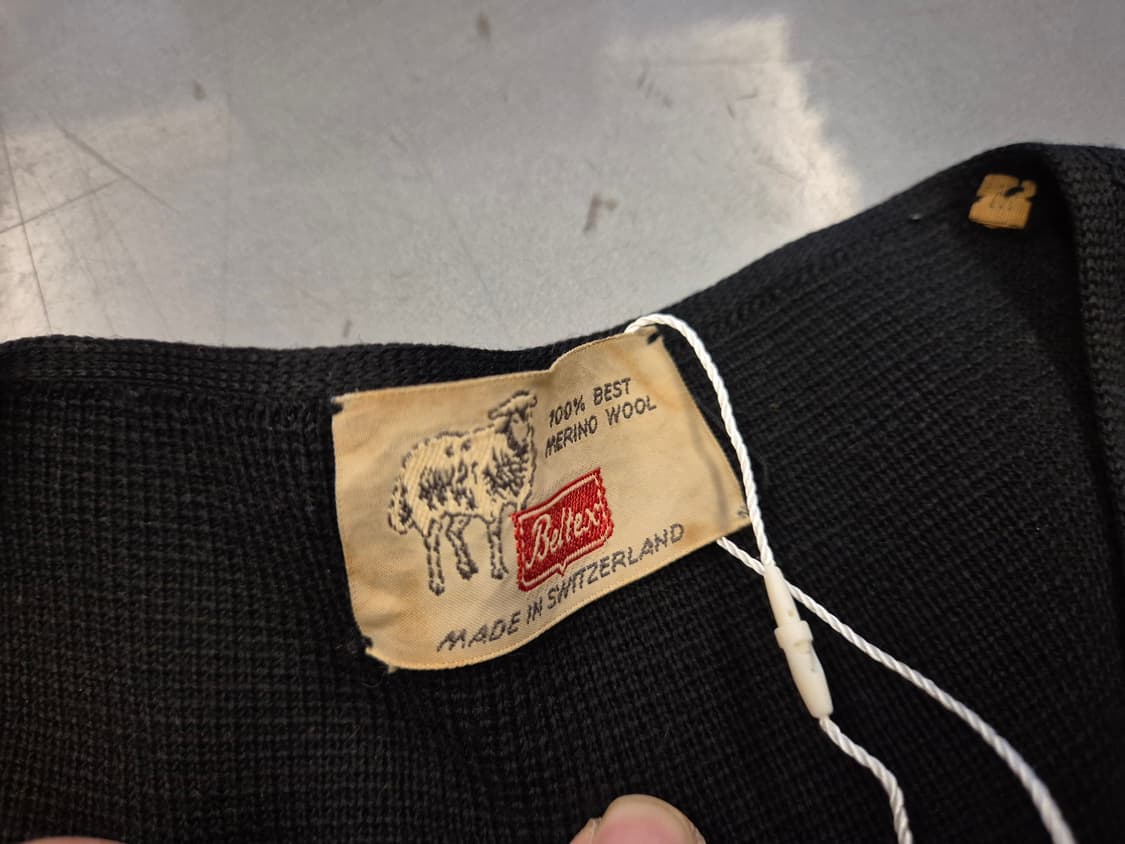 100% BEST
MERINO WOOL
Beltex
MADE IN SWITZERLAND